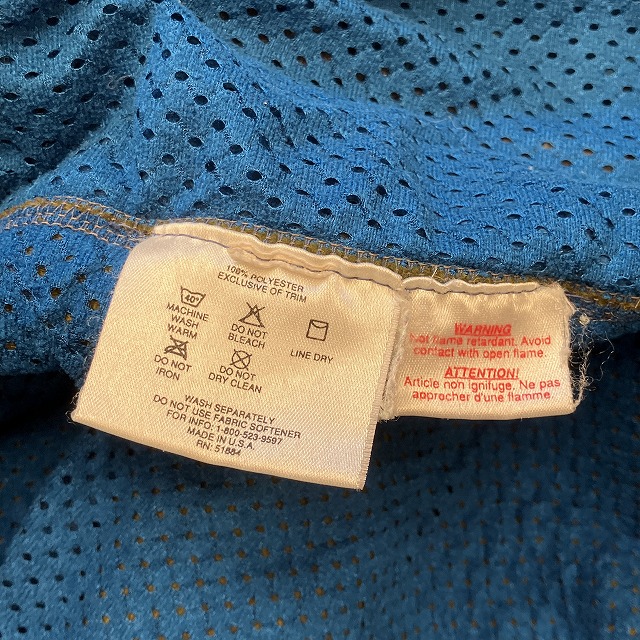 100% POLYESTER
EXCLUSIVE OF TRIM
40°
MACHINE WASH WARM
DO NOT BLEACH
LINE DRY
DO NOT IRON
DO NOT DRY CLEAN
WASH SEPARATELY
DO NOT USE FABRIC SOFTENER
FOR INFO: 1-800-523-9597
MADE IN U.S.A.
RN: 51884
WARNING
Not flame retardant. Avoid
contact with open flame.
ATTENTION!
Article non ignifuge. Ne pas
approcher d'une flamme.